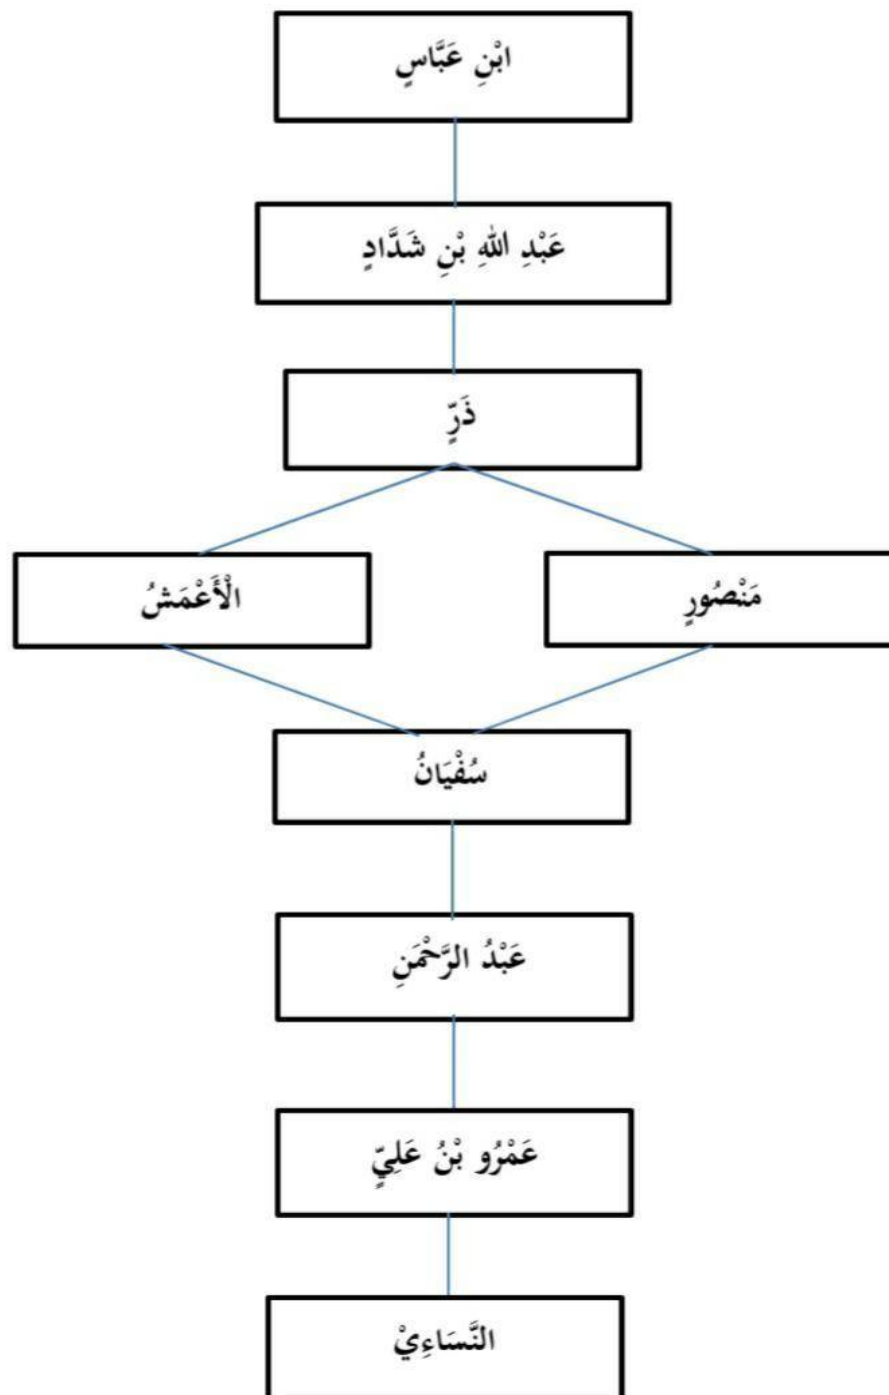 ابْنِ عَبَّاسٍ
عَبْدِ اللهِ بْنِ شَدَّادٍ
ذَرٍّ
مَنْصُورٍ
الْأَعْمَشُ
سُفْيَانُ
عَبْدُ الرَّحْمَنِ
عَمْرُو بْنُ عَلِيٍّ
النَّسَاءِيْ